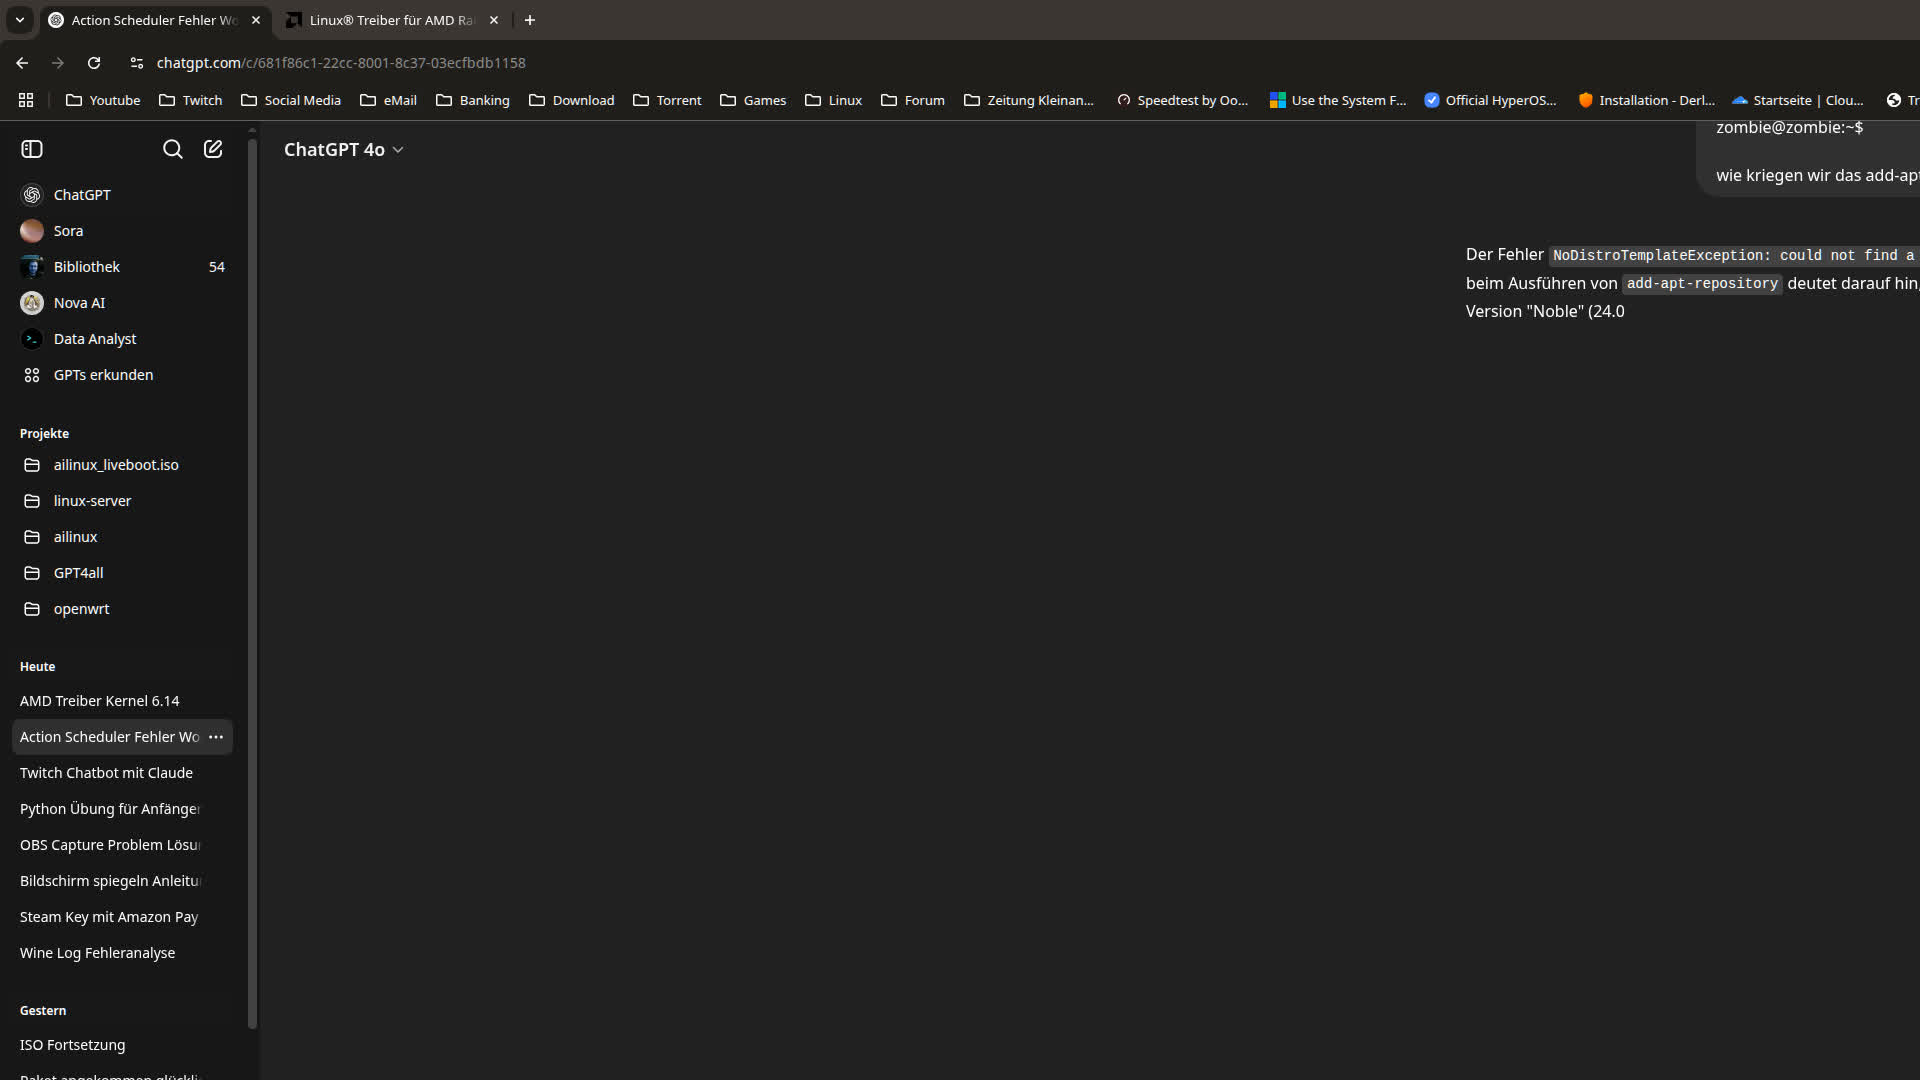 Action Scheduler Fehler Wo
Linux® Treiber für AMD Ra
chatgpt.com/c/681f86c1-22cc-8001-8c37-03ecfbdb1158
Youtube
Twitch
Social Media
eMail
Banking
Download
Torrent
Games
Linux
Forum
Zeitung Kleinan...
Speedtest by Oo...
Use the System F...
Official HyperOS...
Installation - Derl...
Startseite | Clou...
Tr
ChatGPT 4o
zombie@zombie:~$
wie kriegen wir das add-apt
Der Fehler NoDistroTemplateException: could not find a
beim Ausführen von add-apt-repository deutet darauf hin,
Version "Noble" (24.0
ChatGPT
Sora
Bibliothek 54
Nova AI
Data Analyst
GPTs erkunden
Projekte
ailinux_liveboot.iso
linux-server
ailinux
GPT4all
openwrt
Heute
AMD Treiber Kernel 6.14
Action Scheduler Fehler Wo
Twitch Chatbot mit Claude
Python Übung für Anfänger
OBS Capture Problem Lösu
Bildschirm spiegeln Anleitu
Steam Key mit Amazon Pay
Wine Log Fehleranalyse
Gestern
ISO Fortsetzung
Paket angekommen glückli